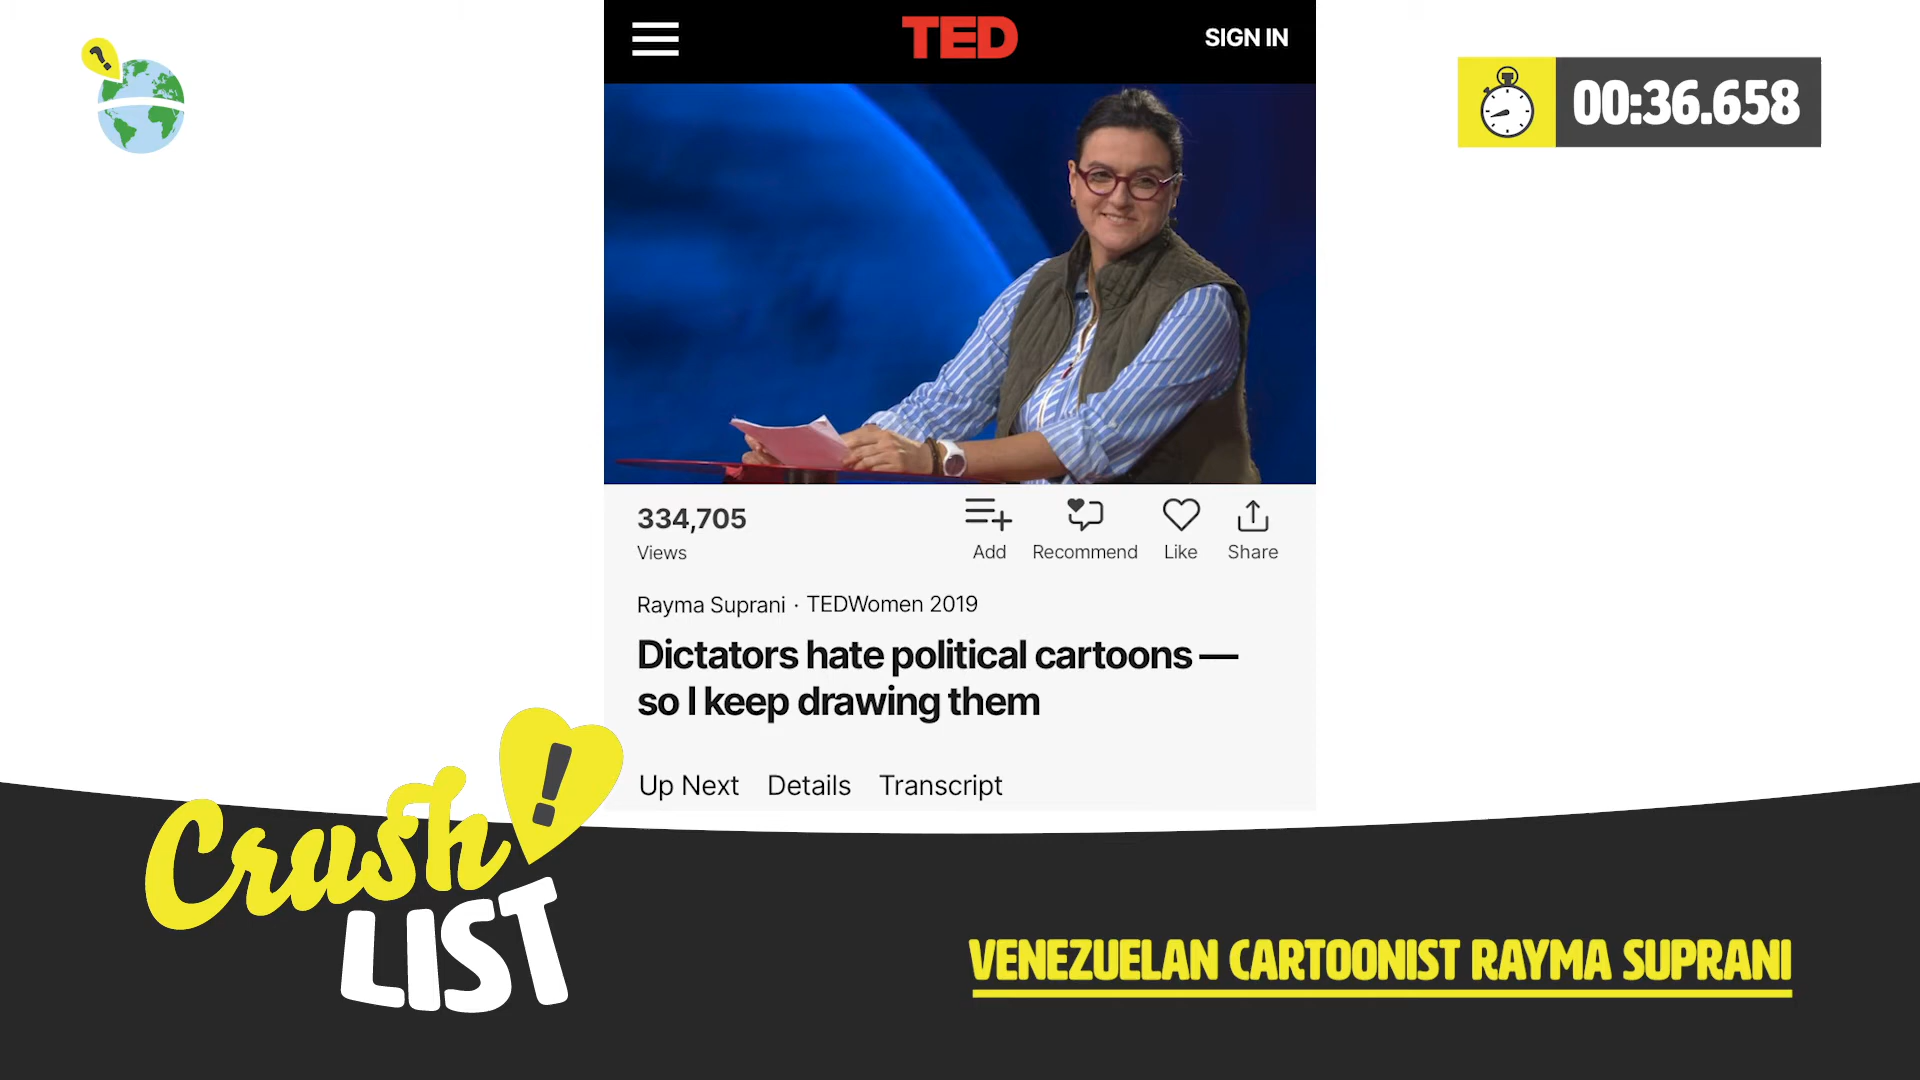 ?
TED
SIGN IN
00:36.658
334,705
Views
Add
Recommend
Like
Share
Rayma Suprani · TEDWomen 2019
Dictators hate political cartoons —
so I keep drawing them
Up Next Details Transcript
Crush!
LIST
VENEZUELAN CARTOONIST RAYMA SUPRANI